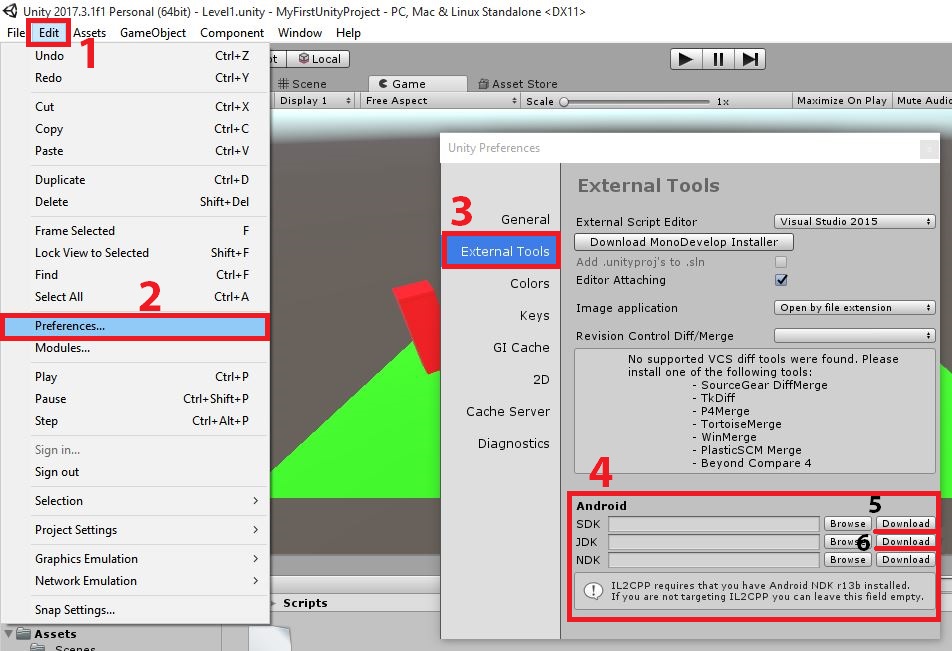 Unity 2017.3.1f1 Personal (64bit) - Level1.unity - MyFirstUnityProject - PC, Mac & Linux Standalone <DX11>
File Edit Assets GameObject Component Window Help
1
Undo Ctrl+Z
Redo Ctrl+Y
Cut Ctrl+X
Copy Ctrl+C
Paste Ctrl+V
Duplicate Ctrl+D
Delete Shift+Del
Frame Selected F
Lock View to Selected Shift+F
Find Ctrl+F
Select All Ctrl+A
2
Preferences...
Modules...
Play Ctrl+P
Pause Ctrl+Shift+P
Step Ctrl+Alt+P
Sign in...
Sign out
Selection
Project Settings
Graphics Emulation
Network Emulation
Snap Settings...
Assets
Scenes
Local
Scene Game Asset Store
Display 1 Free Aspect Scale 1x Maximize On Play Mute Audio
Scripts
Unity Preferences
x
3
General
External Tools
Colors
Keys
GI Cache
2D
Cache Server
Diagnostics
External Tools
External Script Editor Visual Studio 2015
Download MonoDevelop Installer
Add .unityproj's to .sln
Editor Attaching
Image application Open by file extension
Revision Control Diff/Merge
No supported VCS diff tools were found. Please
install one of the following tools:
- SourceGear DiffMerge
- TkDiff
- P4Merge
- TortoiseMerge
- WinMerge
- PlasticSCM Merge
- Beyond Compare 4
4
Android
5
SDK Browse Download
JDK Browse Download
6
NDK Browse Download
IL2CPP requires that you have Android NDK r13b installed.
If you are not targeting IL2CPP you can leave this field empty.